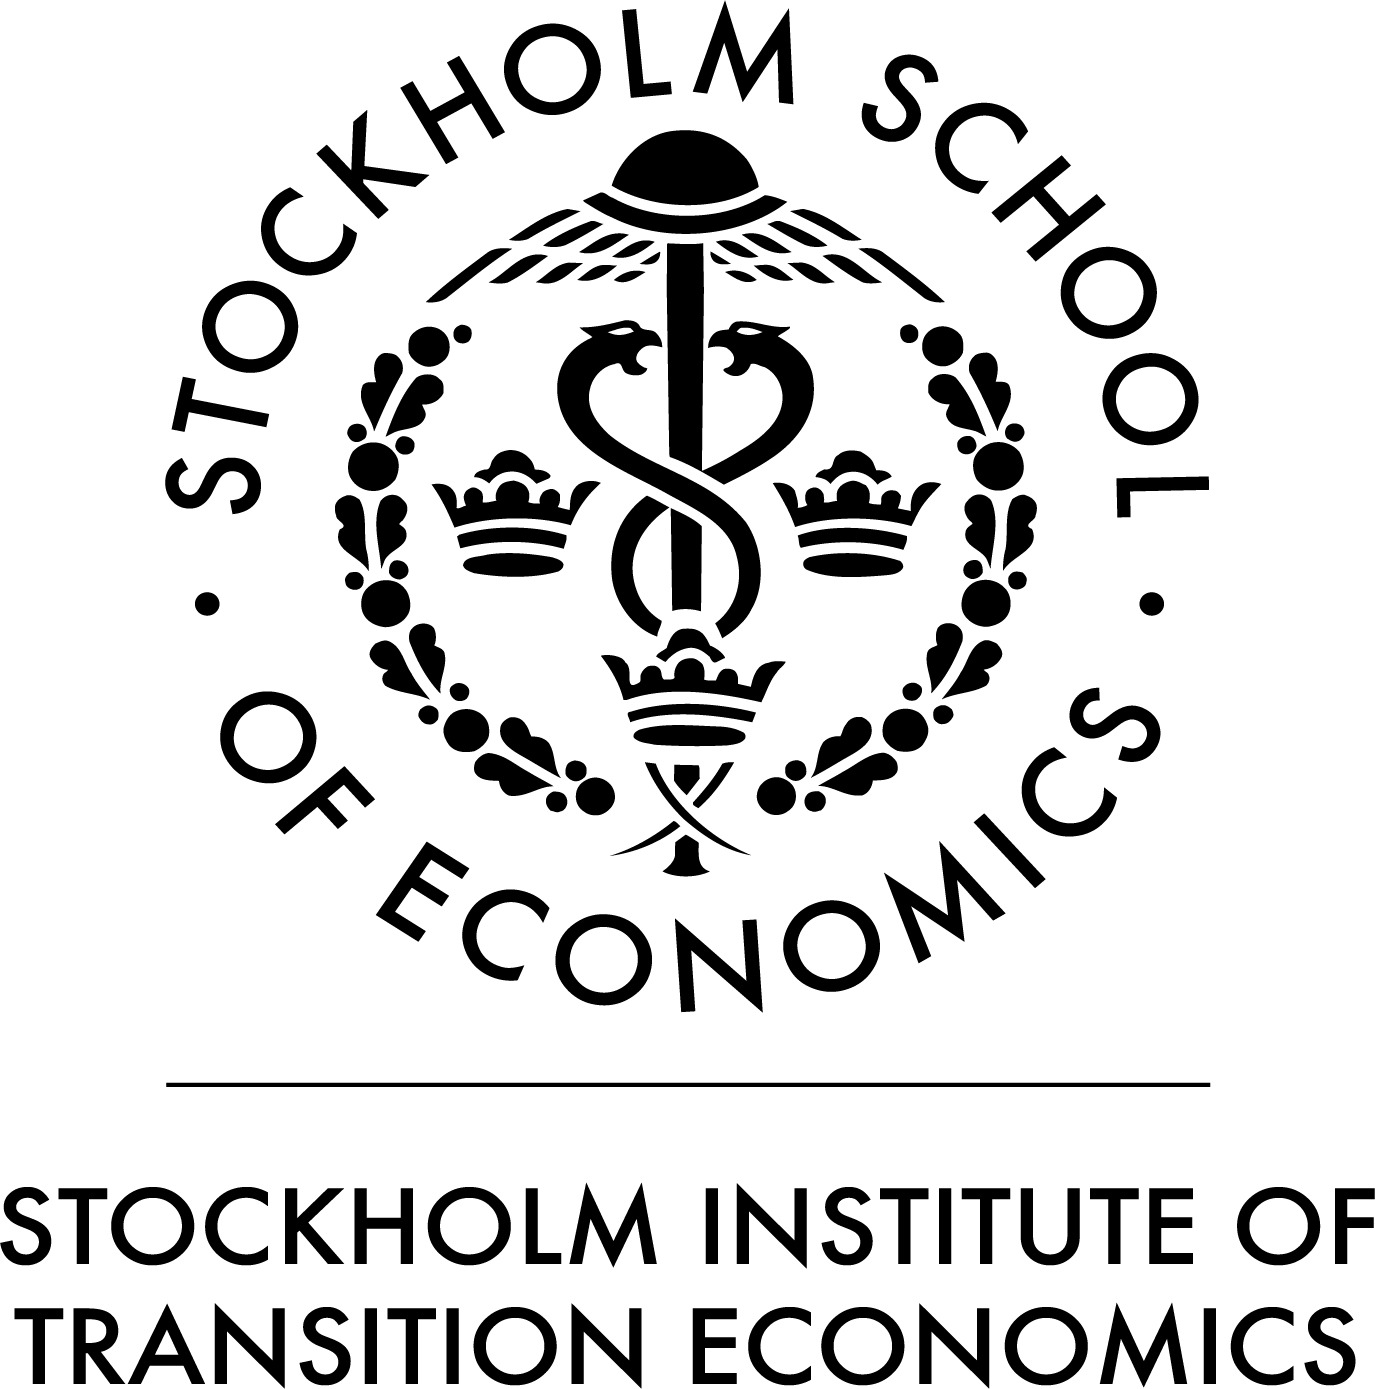 STOCKHOLM SCHOOL
· OF ECONOMICS ·
STOCKHOLM INSTITUTE OF
TRANSITION ECONOMICS